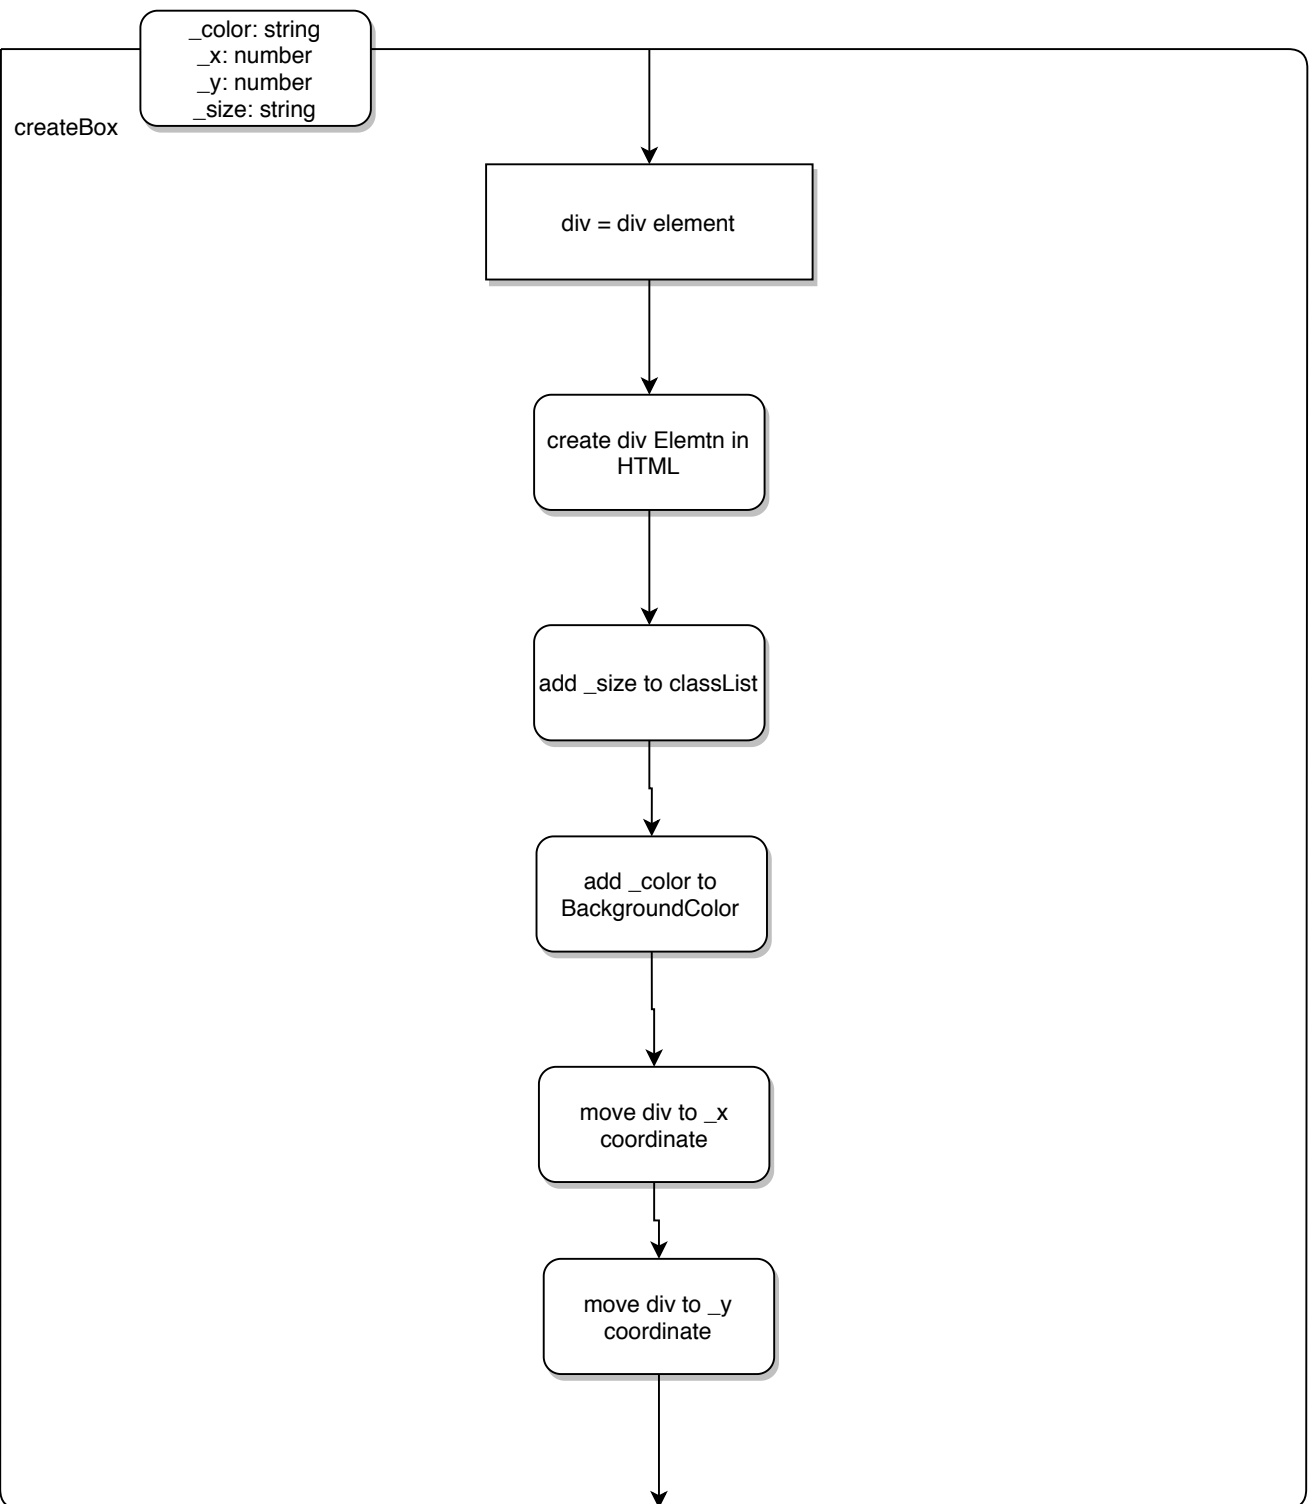 _color: string
_x: number
_y: number
_size: string
createBox
div = div element
create div Elemtn in
HTML
add _size to classList
add _color to
BackgroundColor
move div to _x
coordinate
move div to _y
coordinate